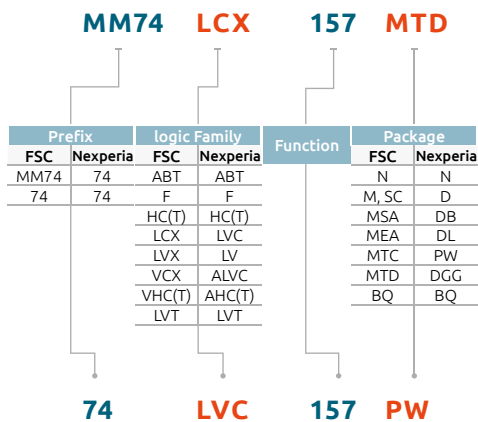 MM74 LCX 157 MTD
Prefix logic Family Function Package
FSC Nexperia FSC Nexperia FSC Nexperia
MM74 74 ABT ABT N N
74 74 F F M, SC D
HC(T) HC(T) MSA DB
LCX LVC MEA DL
LVX LV MTC PW
VCX ALVC MTD DGG
VHC(T) AHC(T) BQ BQ
LVT LVT
74 LVC 157 PW